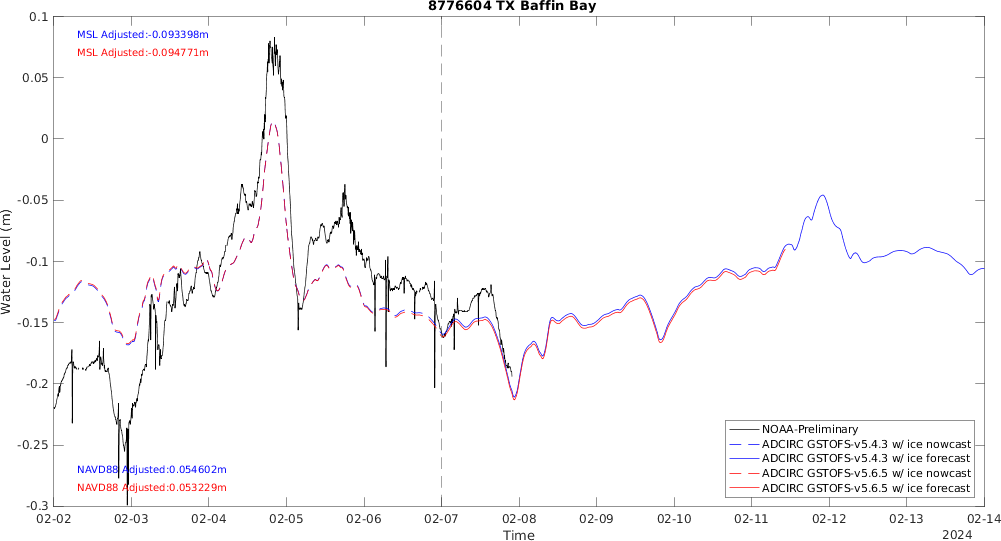 8776604 TX Baffin Bay
MSL Adjusted:-0.093398m
MSL Adjusted:-0.094771m
0.1
0.05
0
-0.05
-0.1
-0.15
-0.2
-0.25
-0.3
Water Level (m)
NAVD88 Adjusted:0.054602m
NAVD88 Adjusted:0.053229m
NOAA-Preliminary
ADCIRC GSTOFS-v5.4.3 w/ ice nowcast
ADCIRC GSTOFS-v5.4.3 w/ ice forecast
ADCIRC GSTOFS-v5.6.5 w/ ice nowcast
ADCIRC GSTOFS-v5.6.5 w/ ice forecast
02-02 02-03 02-04 02-05 02-06 02-07 02-08 02-09 02-10 02-11 02-12 02-13 02-14
Time
2024